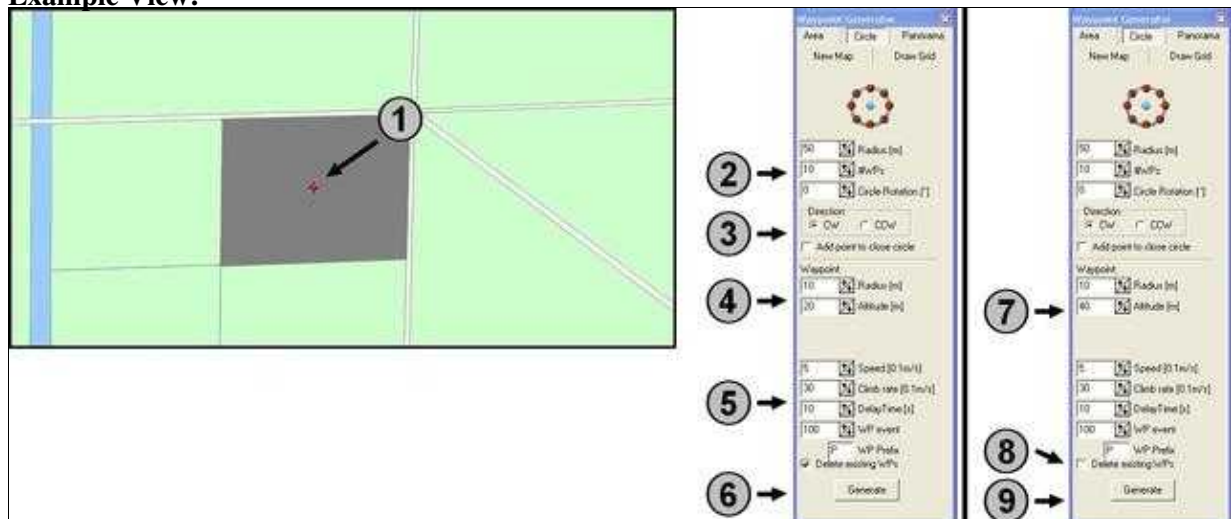 Example View:
1
Waypoint Generator
Area Circle Panorama
New Map Draw Grid
50 Radius [m]
2
10 #WPs
0 Circle Rotation [°]
Direction
3
CW CCW
Add point to close circle
Waypoint
10 Radius [m]
4
20 Altitude [m]
5 Speed [0.1m/s]
30 Climb rate [0.1m/s]
5
10 DelayTime [s]
100 WP event
P WP Prefix
Delete existing WPs
6
Generate
Waypoint Generator
Area Circle Panorama
New Map Draw Grid
50 Radius [m]
10 #WPs
0 Circle Rotation [°]
Direction
CW CCW
Add point to close circle
Waypoint
10 Radius [m]
7
40 Altitude [m]
5 Speed [0.1m/s]
30 Climb rate [0.1m/s]
10 DelayTime [s]
100 WP event
8
P WP Prefix
Delete existing WPs
9
Generate